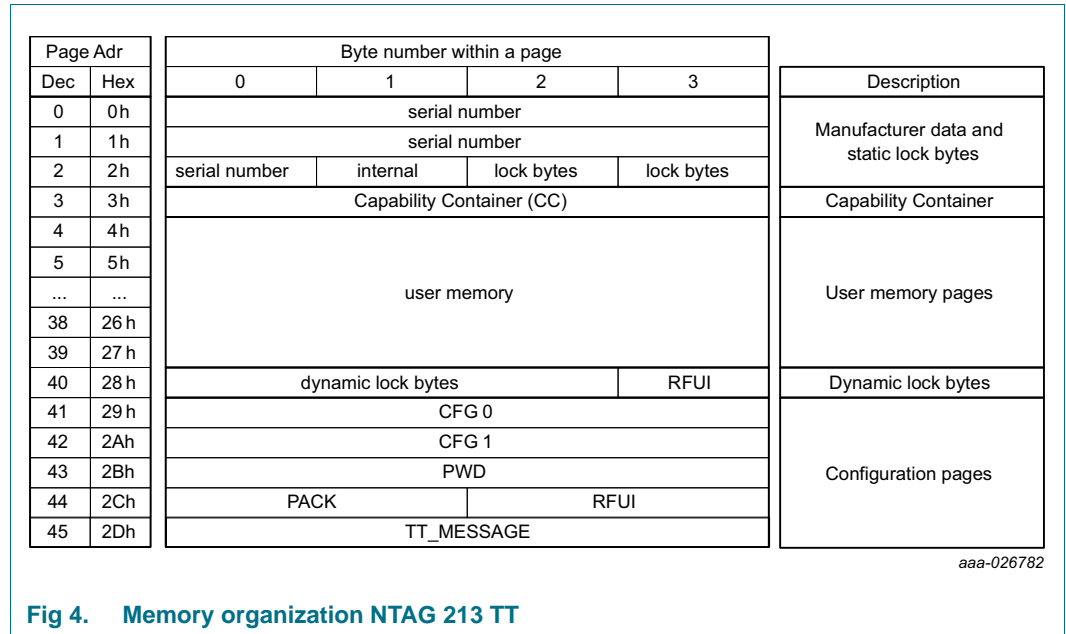 Page Adr Byte number within a page
Dec Hex 0 1 2 3 Description
0 0h serial number
1 1h serial number
Manufacturer data and
static lock bytes
2 2h serial number internal lock bytes lock bytes
3 3h Capability Container (CC) Capability Container
4 4h
5 5h
... ... user memory User memory pages
38 26h
39 27h
40 28h dynamic lock bytes RFUI Dynamic lock bytes
41 29h CFG 0
42 2Ah CFG 1
43 2Bh PWD Configuration pages
44 2Ch PACK RFUI
45 2Dh TT_MESSAGE
aaa-026782
Fig 4. Memory organization NTAG 213 TT